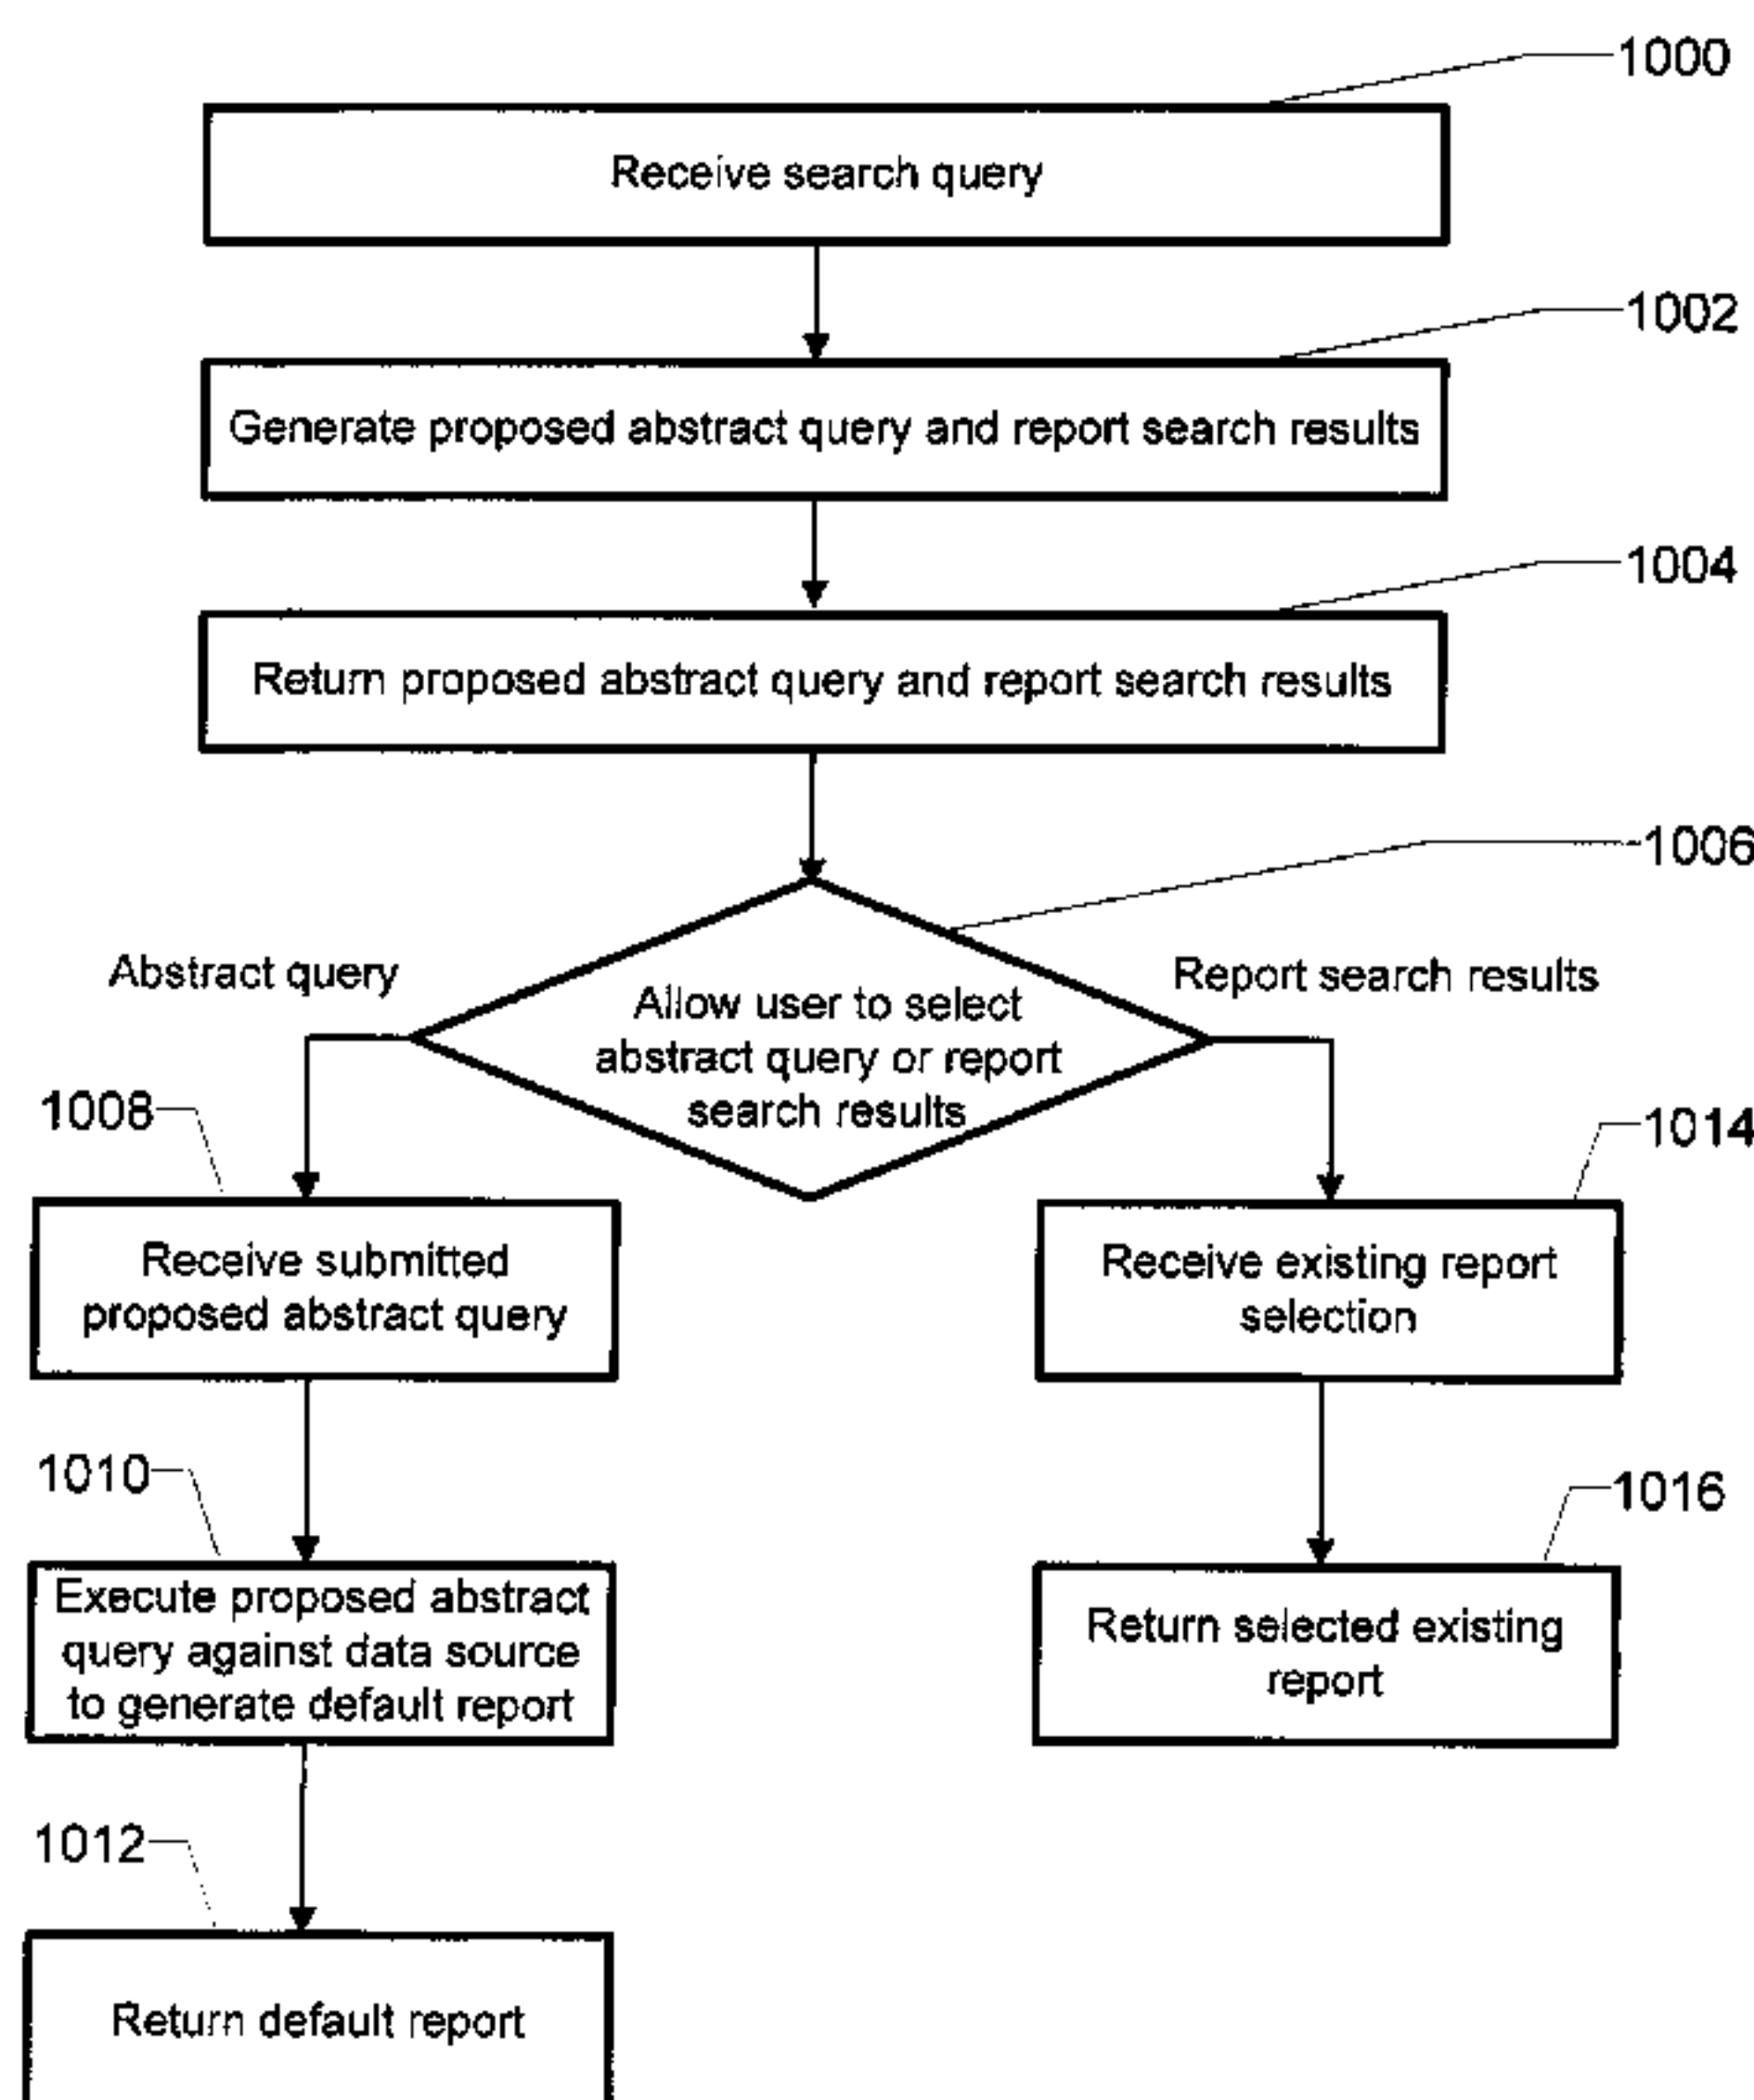 1000
Receive search query
1002
Generate proposed abstract query and report search results
1004
Return proposed abstract query and report search results
1006
Abstract query
Report search results
Allow user to select
abstract query or report
search results
1008
1014
Receive submitted
proposed abstract query
Receive existing report
selection
1010
1016
Execute proposed abstract
query against data source
to generate default report
Return selected existing
report
1012
Return default report